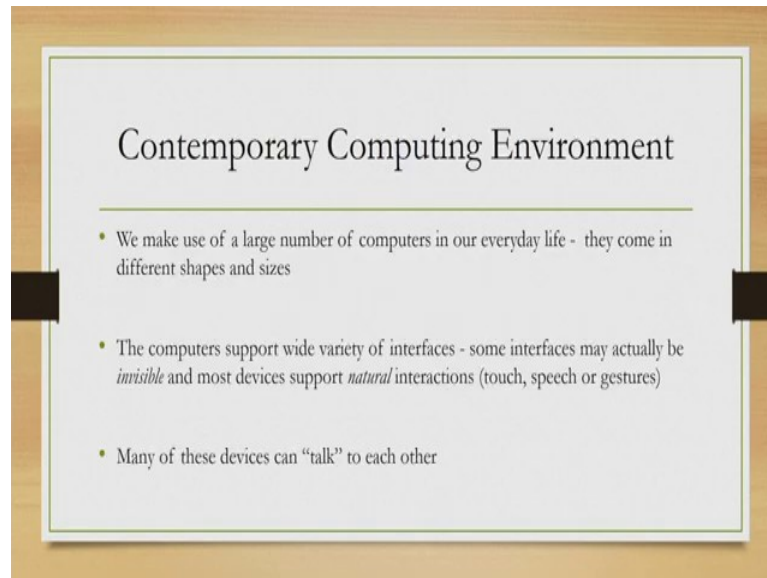 Contemporary Computing Environment
• We make use of a large number of computers in our everyday life - they come in
different shapes and sizes
• The computers support wide variety of interfaces - some interfaces may actually be
invisible and most devices support natural interactions (touch, speech or gestures)
• Many of these devices can “talk” to each other